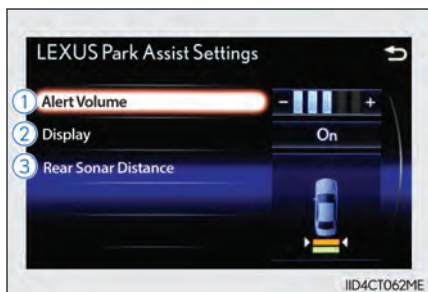 LEXUS Park Assist Settings
1 Alert Volume - +
2 Display On
3 Rear Sonar Distance
IID4CT062ME